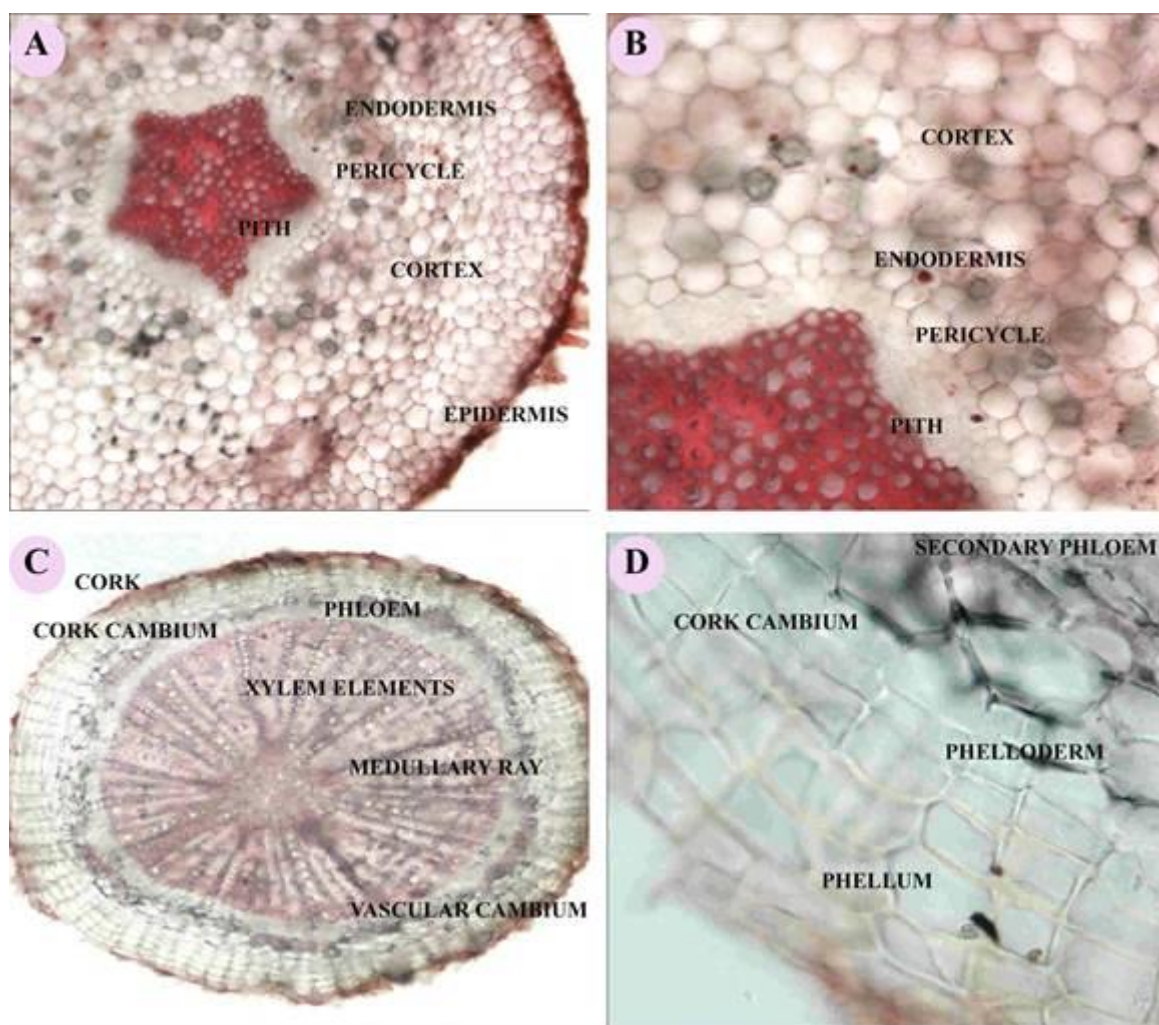 A
ENDODERMIS
PERICYCLE
PITH
CORTEX
EPIDERMIS
B
CORTEX
ENDODERMIS
PERICYCLE
PITH
C
CORK
PHLOEM
CORK CAMBIUM
XYLEM ELEMENTS
MEDULLARY RAY
VASCULAR CAMBIUM
D
SECONDARY PHLOEM
CORK CAMBIUM
PHELLODERM
PHELLUM